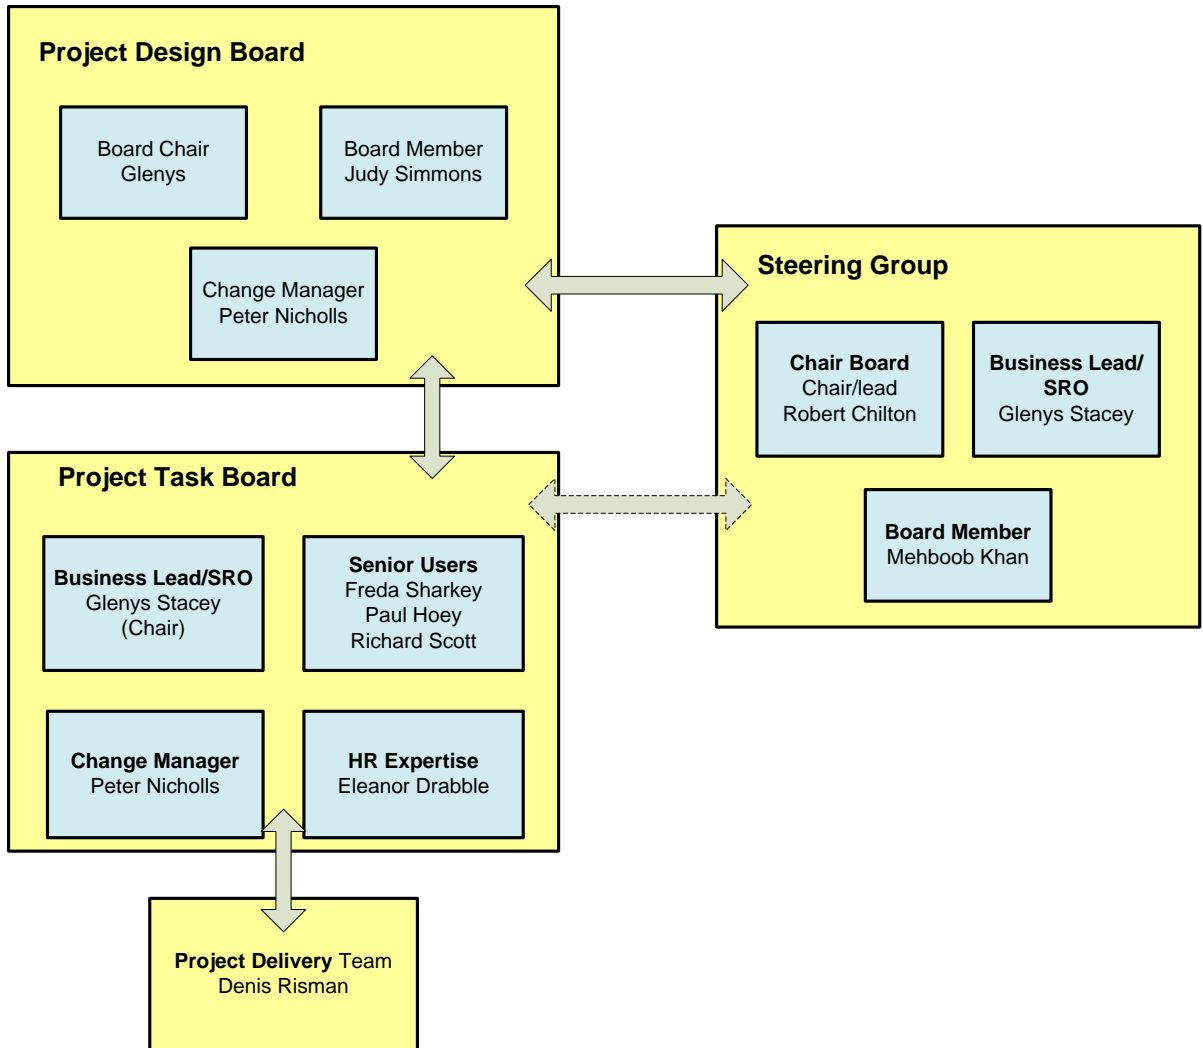 Project Design Board
Board Chair
Glenys
Board Member
Judy Simmons
Change Manager
Peter Nicholls
Steering Group
Chair Board
Chair/lead
Robert Chilton
Business Lead/
SRO
Glenys Stacey
Board Member
Mehboob Khan
Project Task Board
Business Lead/SRO
Glenys Stacey
(Chair)
Senior Users
Freda Sharkey
Paul Hoey
Richard Scott
Change Manager
Peter Nicholls
HR Expertise
Eleanor Drabble
Project Delivery Team
Denis Risman